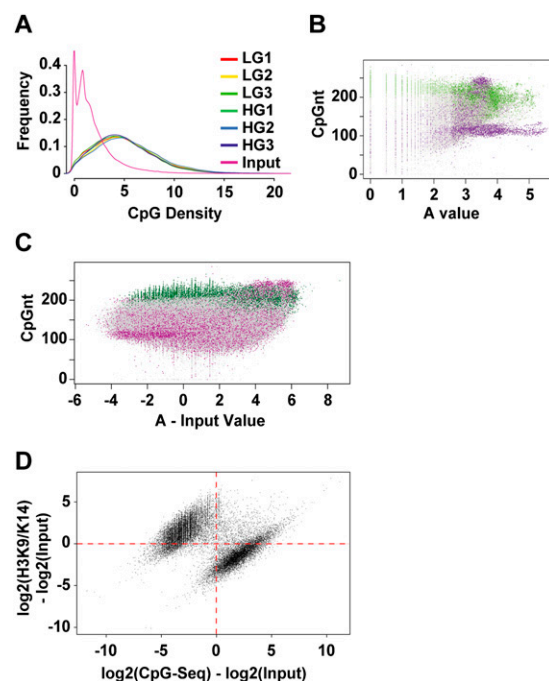 A
0.4
0.3
0.2
0.1
0
Frequency
0
5
10
15
20
CpG Density
LG1
LG2
LG3
HG1
HG2
HG3
Input
B
200
100
0
CpGnt
0
1
2
3
4
5
A value
C
200
100
0
CpGnt
-6
-4
-2
0
2
4
6
8
A - Input Value
D
5
0
-5
-10
log2(H3K9/K14)
- log2(Input)
-10
-5
0
5
10
log2(CpG-Seq) - log2(Input)